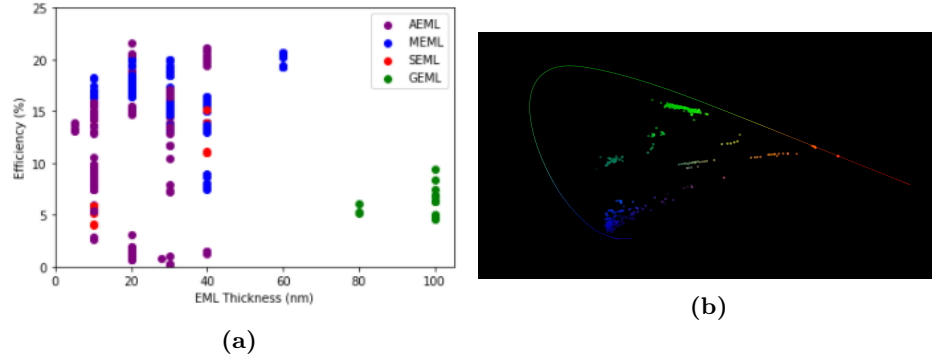 25
20
15
10
5
0
Efficiency (%)
AEML
MEML
SEML
GEML
0 20 40 60 80 100
EML Thickness (nm)
(a)
(b)